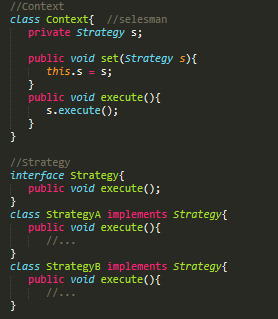 //Context
class Context{  //selesman
   private Strategy s;

   public void set(Strategy s){
      this.s = s;
   }
   public void execute(){
      s.execute();
   }
}

//Strategy
interface Strategy{
   public void execute();
}
class StrategyA implements Strategy{
   public void execute(){
      //...
   }
}
class StrategyB implements Strategy{
   public void execute(){
      //...
   }
}